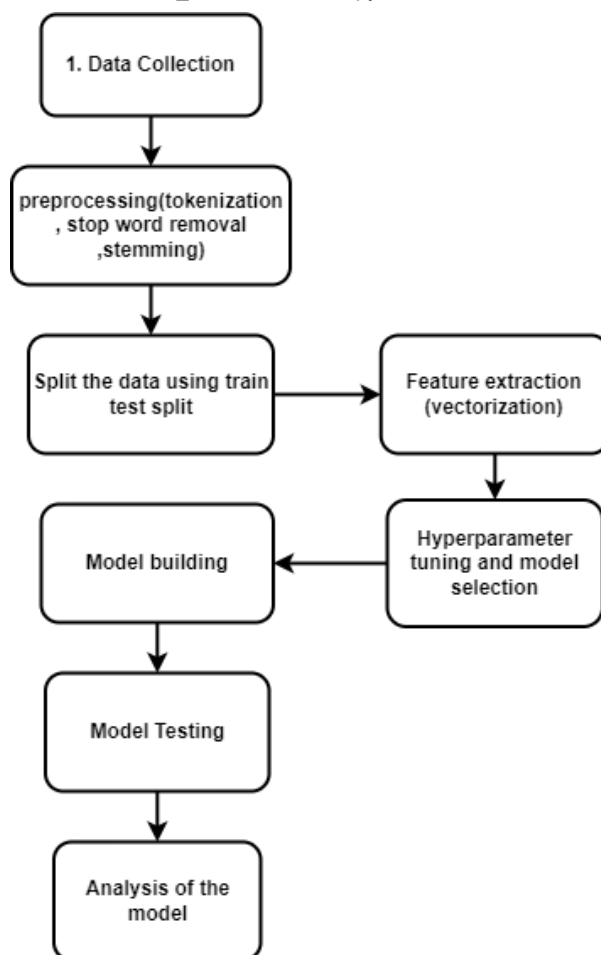 1. Data Collection
preprocessing(tokenization
, stop word removal
,stemming)
Split the data using train
test split
Feature extraction
(vectorization)
Hyperparameter
tuning and model
selection
Model building
Model Testing
Analysis of the
model